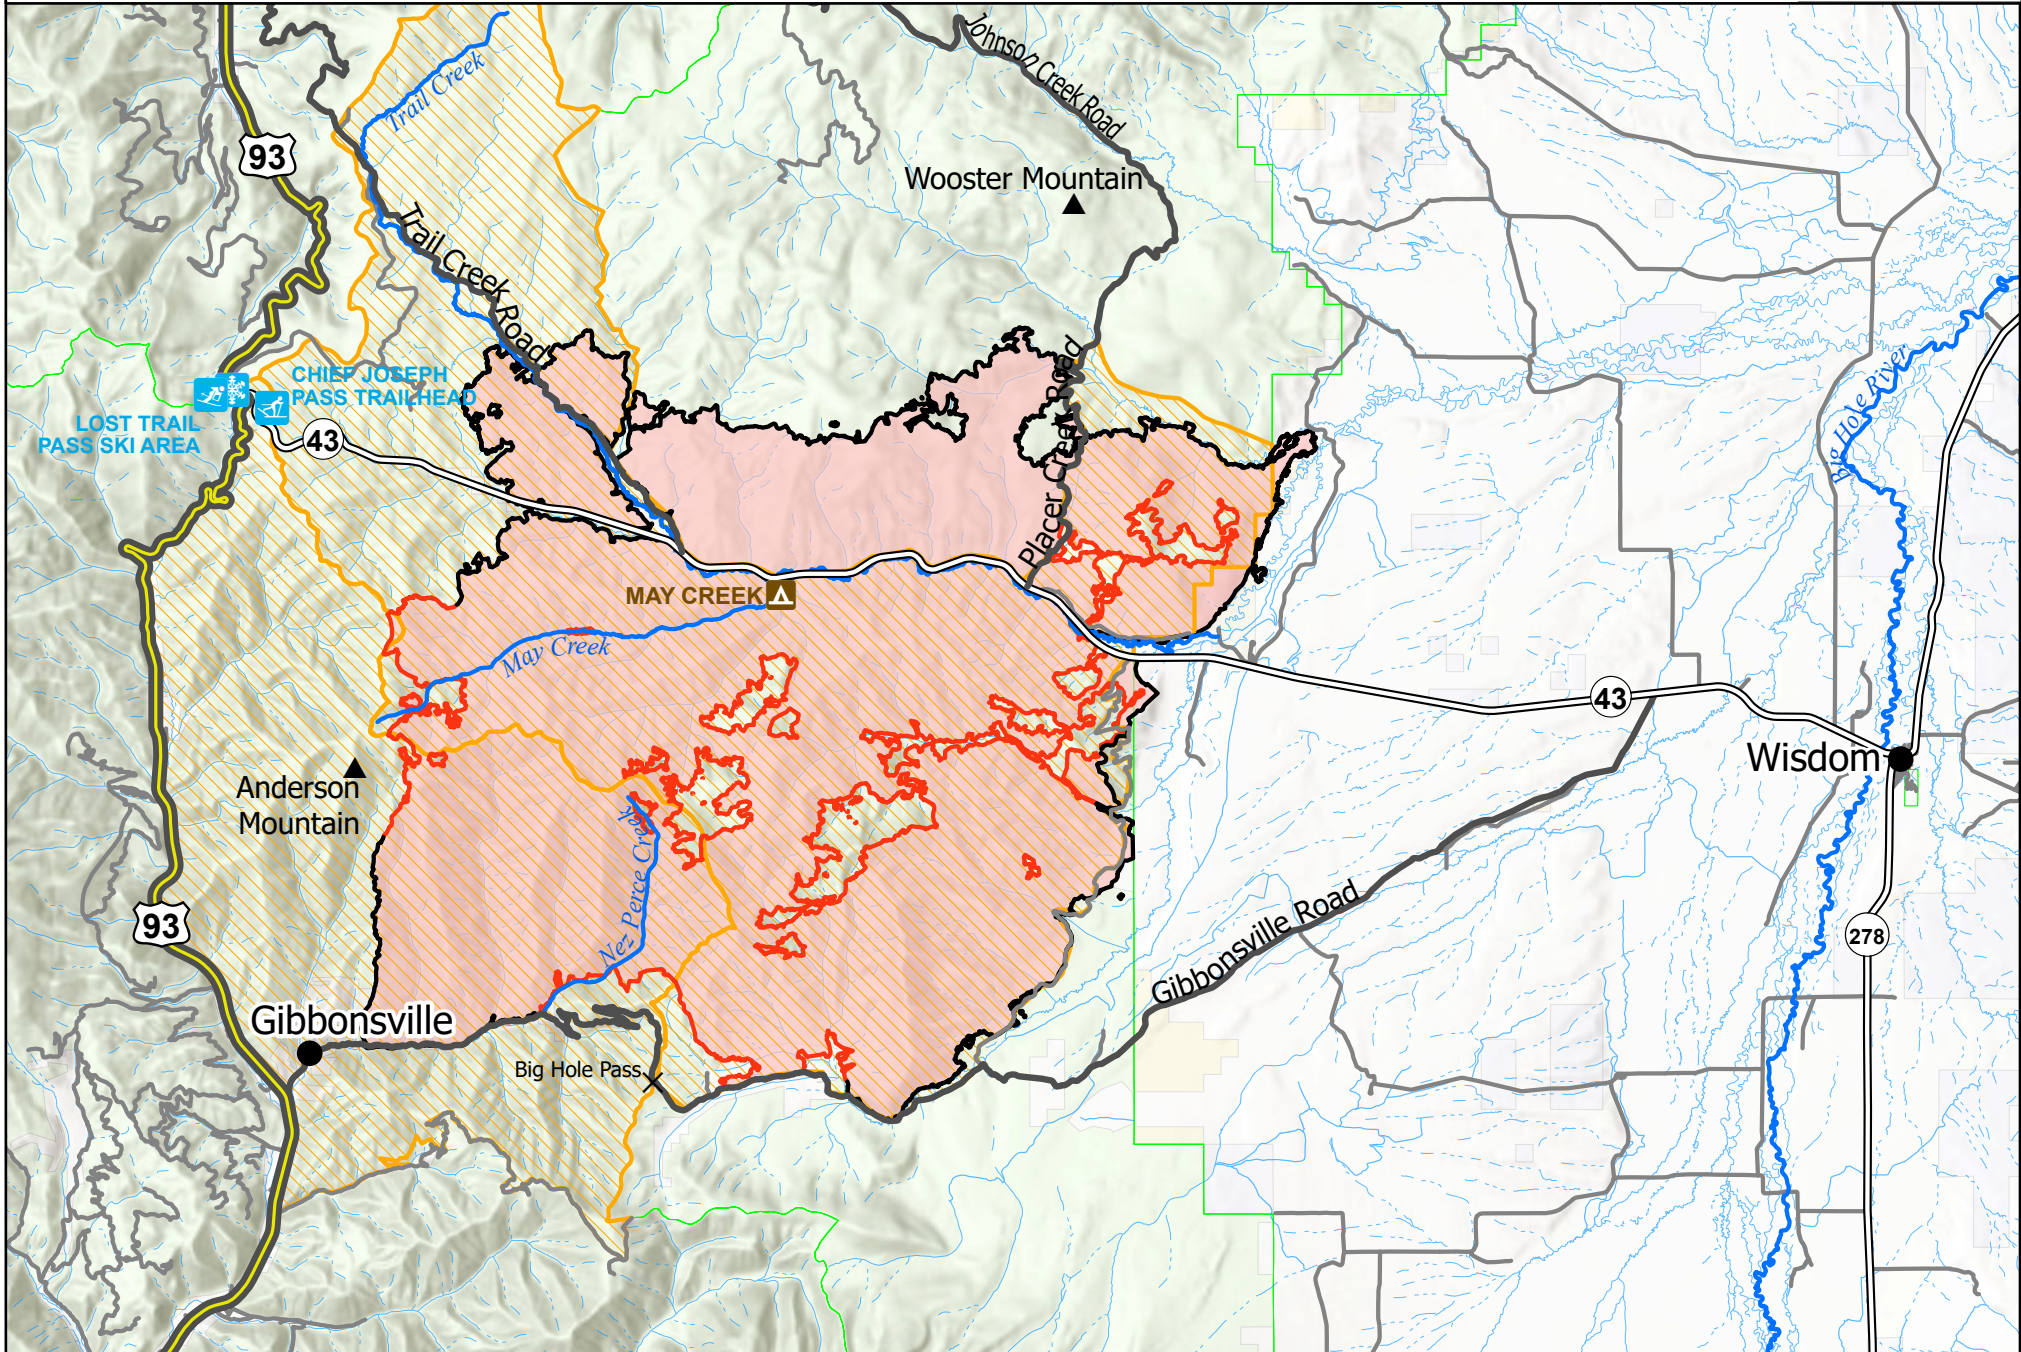 Trail Creek
Johnson Creek Road
93
Wooster Mountain
Trail Creek Road
CHIEF JOSEPH
PASS TRAILHEAD
LOST TRAIL
PASS SKI AREA
43
Placer Creek Road
Big Hole River
MAY CREEK
May Creek
43
Wisdom
Anderson
Mountain
Nez Perce Creek
93
Gibbonsville Road
278
Gibbonsville
Big Hole Pass